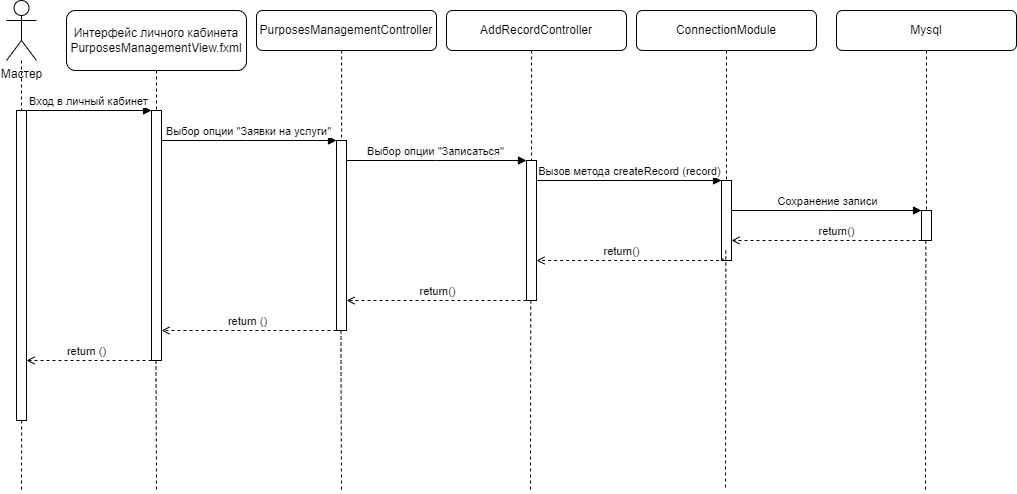 Мастер
Интерфейс личного кабинета
PurposesManagementView.fxml
PurposesManagementController
AddRecordController
ConnectionModule
Mysql
Вход в личный кабинет
Выбор опции "Заявки на услуги"
Выбор опции "Записаться"
Вызов метода createRecord (record)
Сохранение записи
return()
return()
return()
return ()
return ()